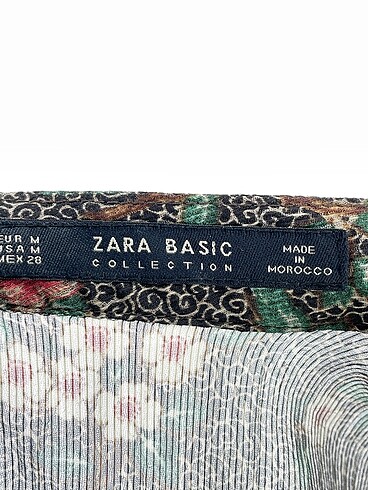 EUR M
USA M
MEX 28
ZARA BASIC
COLLECTION
MADE
IN
MOROCCO